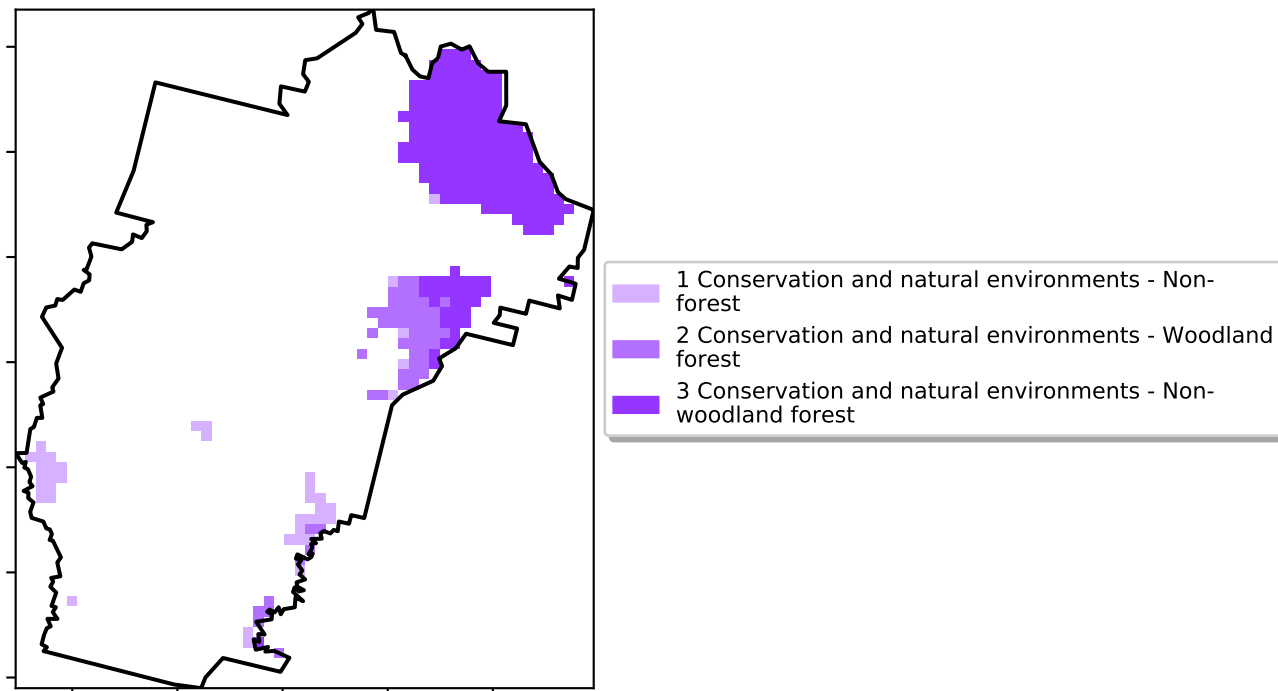 1 Conservation and natural environments - Non-
forest
2 Conservation and natural environments - Woodland
forest
3 Conservation and natural environments - Non-
woodland forest